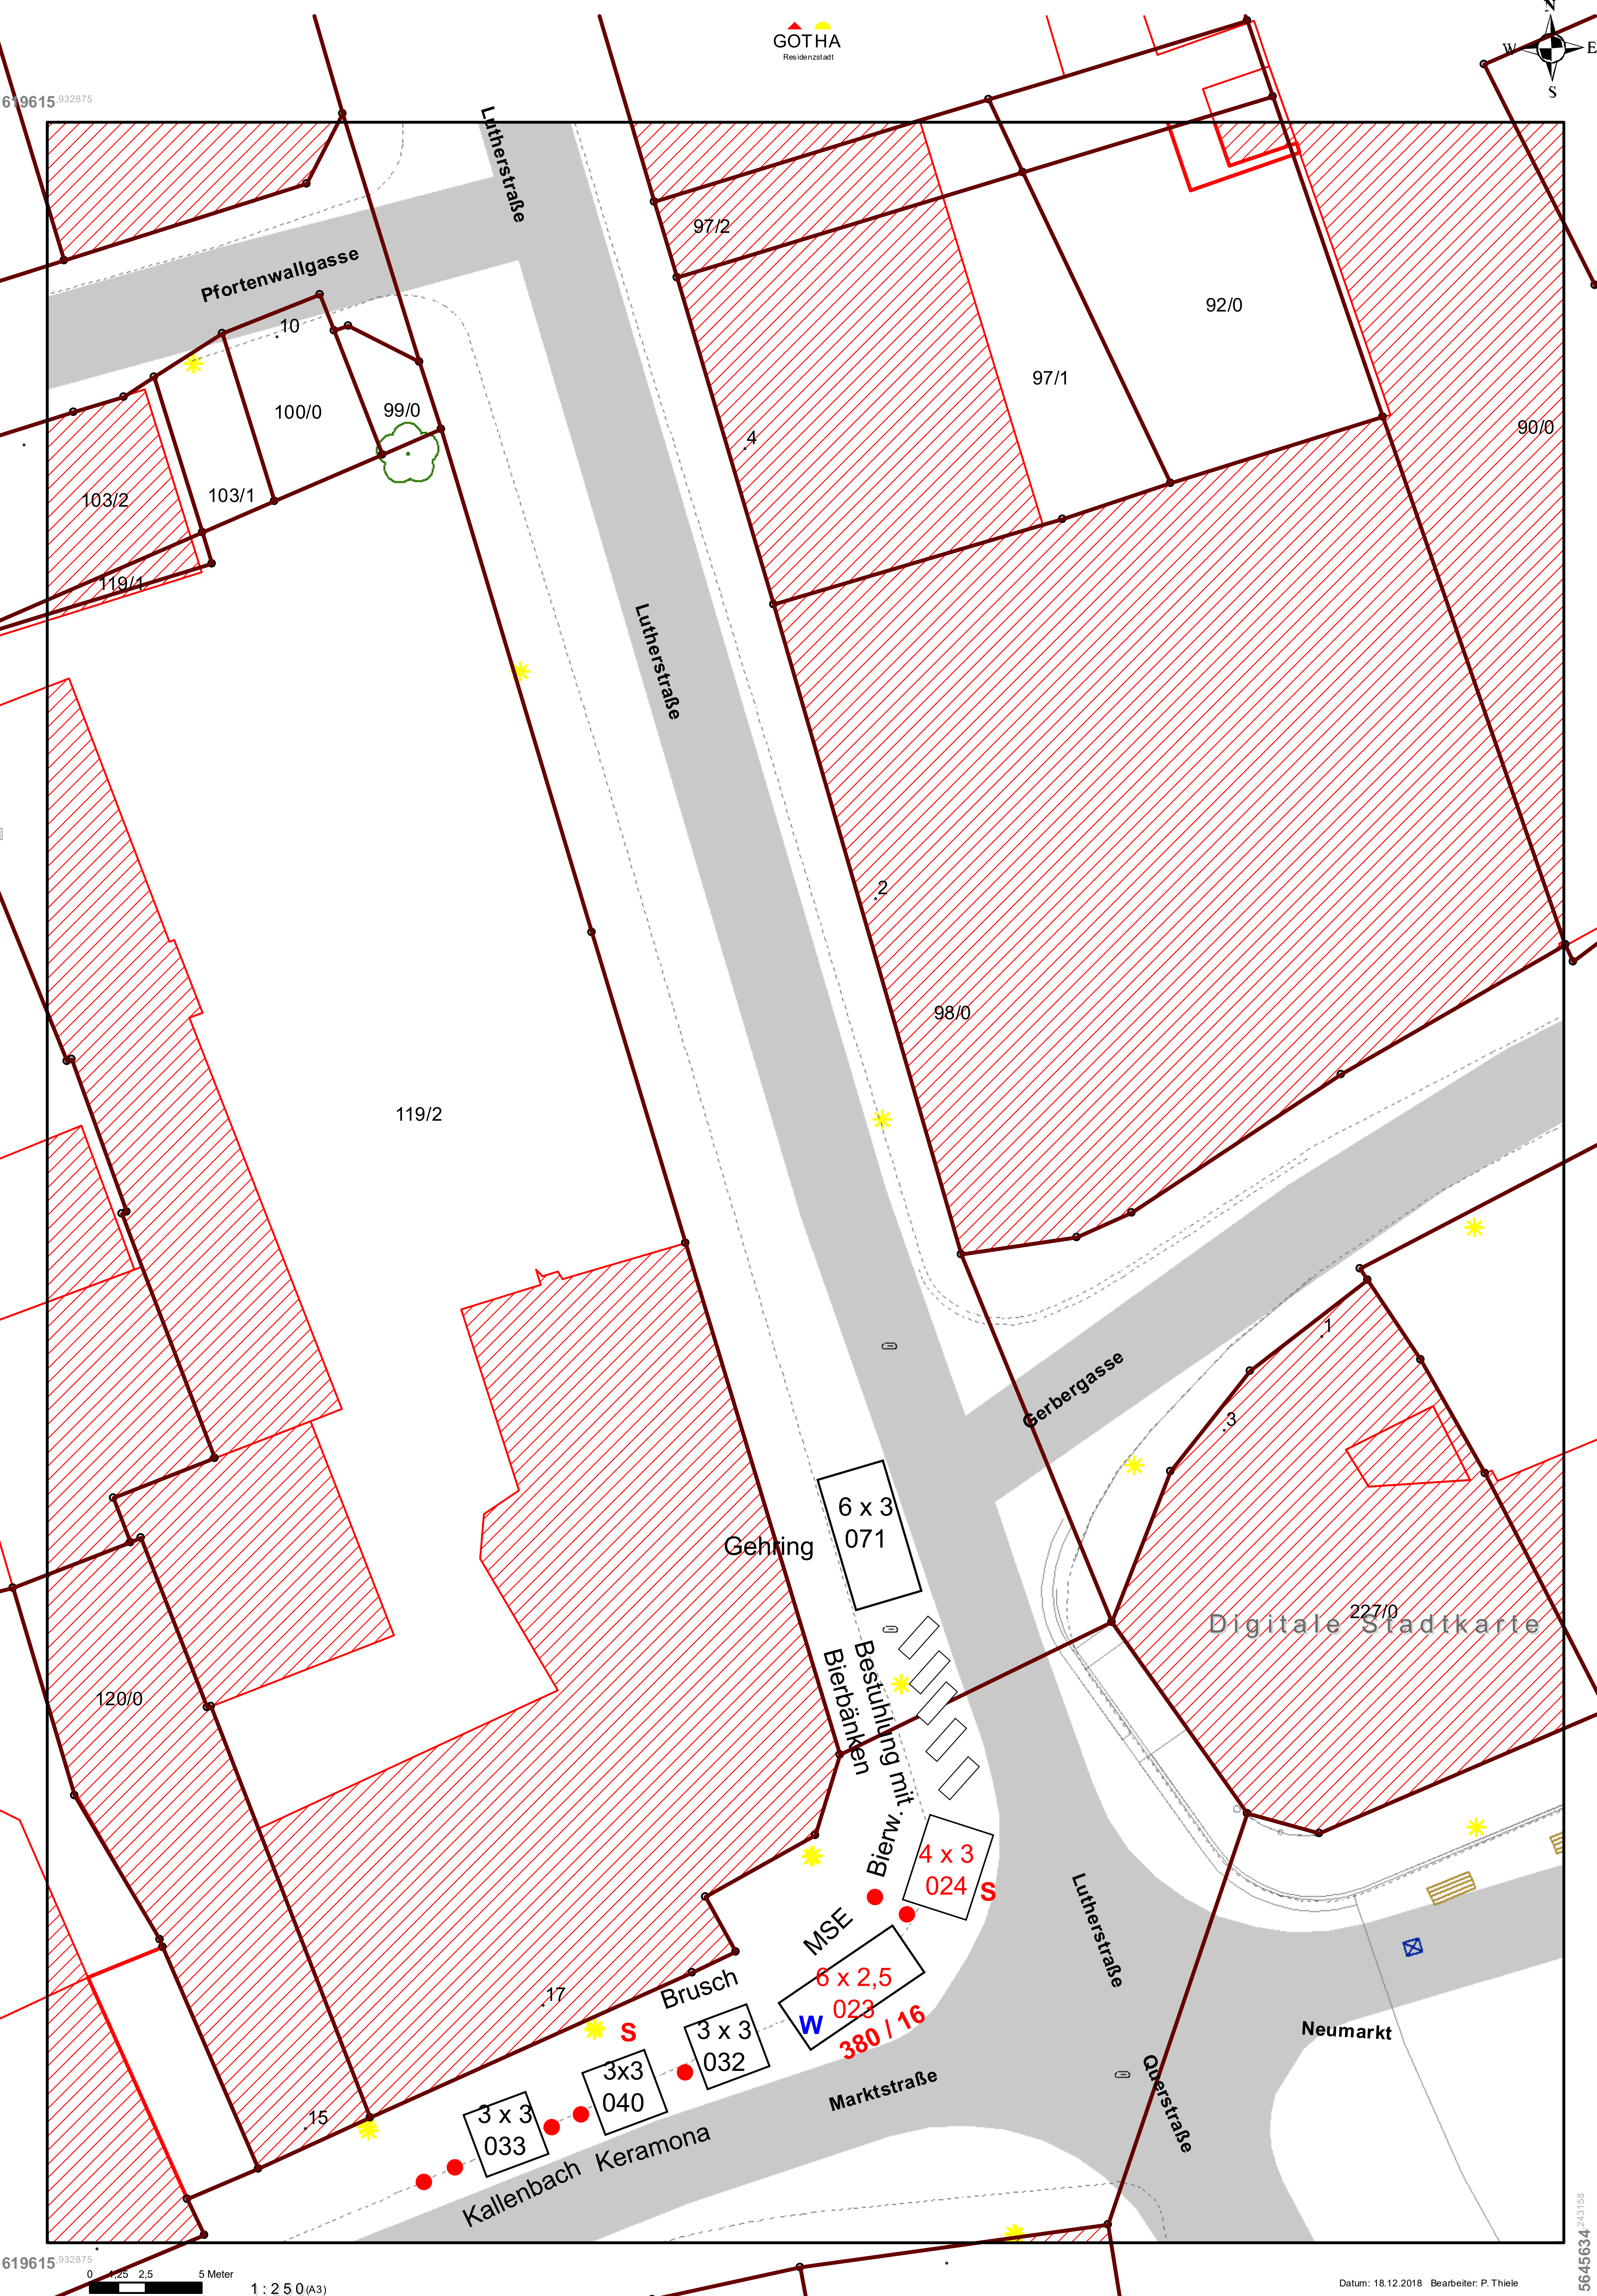 GOTHA
Residenzstadt
N
W
E
S
619615,932875
Lutherstraße
Pfortenwallgasse
97/2
92/0
10
97/1
100/0
99/0
90/0
4
103/2
103/1
119/1
Lutherstraße
2
98/0
119/2
1
Gerbergasse
3
6 x 3
071
Gehring
227/0
Digitale Stadtkarte
Bestuhlung mit
Bierbänken
120/0
Bierw.
4 x 3
024
S
Lutherstraße
MSE
6 x 2,5
023
W
380 / 16
Brusch
17
S
3 x 3
032
Neumarkt
3x3
040
Marktstraße
Querstraße
3 x 3
033
15
Keramona
Kallenbach
619615,932875
5645634,243158
0 1,25 2,5 5 Meter
1 : 2 5 0 (A3)
Datum: 18.12.2018 Bearbeiter: P. Thiele